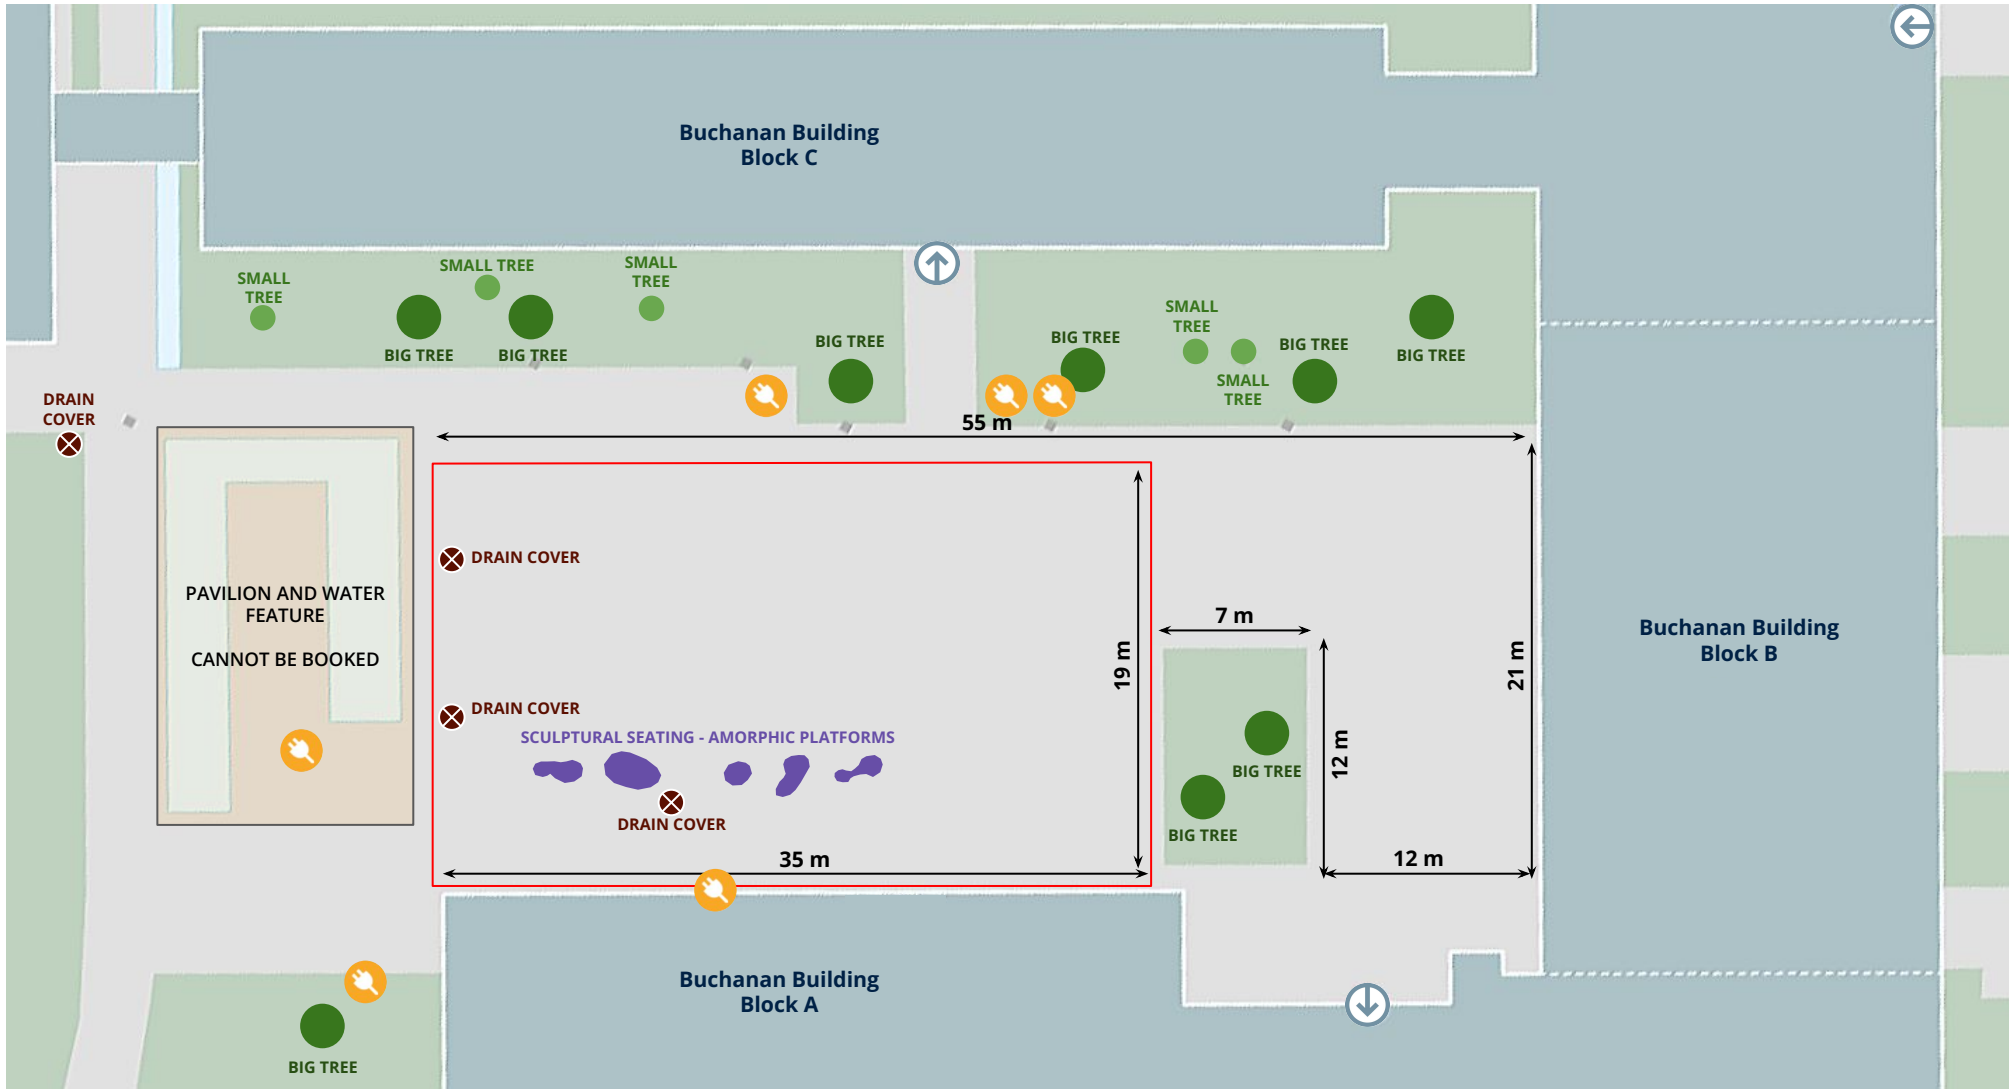 Buchanan Building
Block C
SMALL
TREE
SMALL TREE
SMALL
TREE
BIG TREE
BIG TREE
BIG TREE
BIG TREE
SMALL
TREE
SMALL
TREE
BIG TREE
BIG TREE
DRAIN
COVER
55 m
DRAIN COVER
PAVILION AND WATER
FEATURE
CANNOT BE BOOKED
7 m
19 m
21 m
Buchanan Building
Block B
DRAIN COVER
SCULPTURAL SEATING - AMORPHIC PLATFORMS
12 m
BIG TREE
DRAIN COVER
BIG TREE
35 m
12 m
Buchanan Building
Block A
BIG TREE